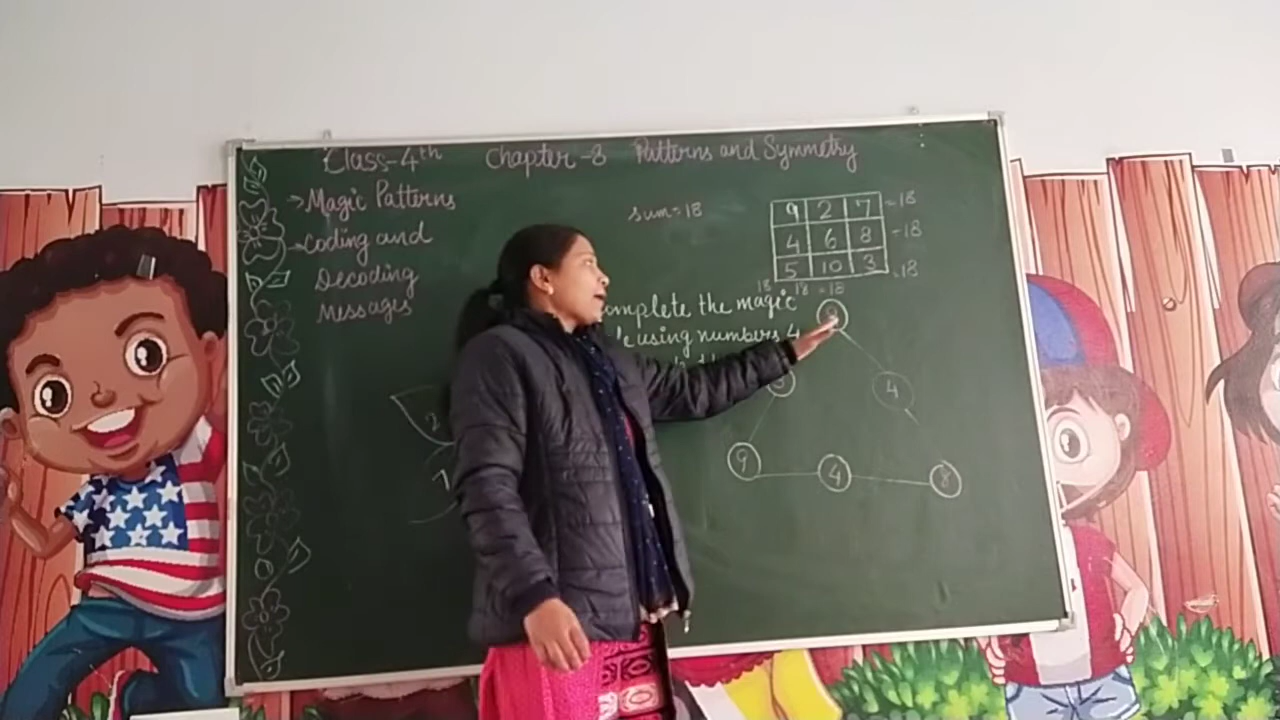 Class-4th Chapter-8 Patterns and Symmetry
→ Magic Patterns
→ Coding and
Decoding
Messages
sum=18
9 2 7 =18
4 6 8 =18
5 10 3 =18
18 18 =18
omplete the magic
using numbers 4
4
9 4 8
2